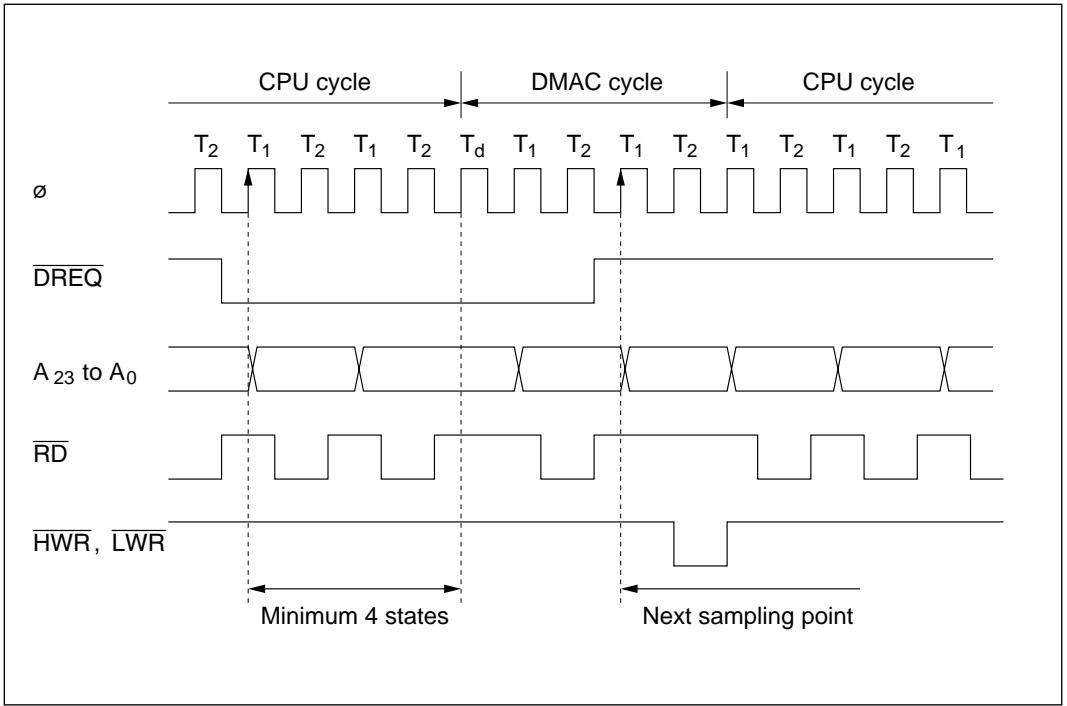 CPU cycle DMAC cycle CPU cycle
T2 T1 T2 T1 T2 Td T1 T2 T1 T2 T1 T2 T1 T2 T1
ø
DREQ
A23 to A0
RD
HWR, LWR
Minimum 4 states Next sampling point